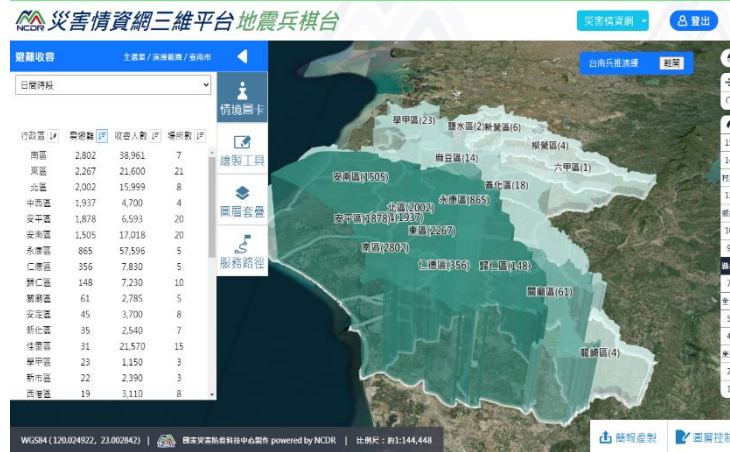 NCDR 災害情資網三維平台地震兵棋台
災害情資網
登出
避難收容
主選單 / 演練範圍 / 臺南市
日間時段
情境圖卡
繪製工具
圖層套疊
服務路徑
行政區 需避難 收容人數 場所數
南區 2,802 38,961 7
東區 2,267 21,600 21
北區 2,002 15,999 8
中西區 1,937 4,700 4
安平區 1,878 6,593 20
安南區 1,505 17,018 20
永康區 865 57,596 5
仁德區 356 7,830 5
歸仁區 148 7,230 10
關廟區 61 2,785 5
安定區 45 3,700 8
新化區 35 2,540 7
佳里區 31 21,570 15
學甲區 23 1,150 3
新市區 22 2,390 3
西港區 19 3,110 8
台南兵推演練
離開
學甲區(23)
鹽水區(2)
新營區(6)
柳營區(4)
麻豆區(14)
六甲區(1)
安南區(1505)
善化區(18)
永康區(865)
北區(2002)
安平區(1878)
(1937)
東區(2267)
南區(2802)
仁德區(356)
歸仁區(148)
關廟區(61)
龍崎區(4)
WGS84 ( 120.024922, 23.002842) | 國家災害防救科技中心製作 powered by NCDR | 比例尺 : 約1:144,448
簡報產製
圖層控制